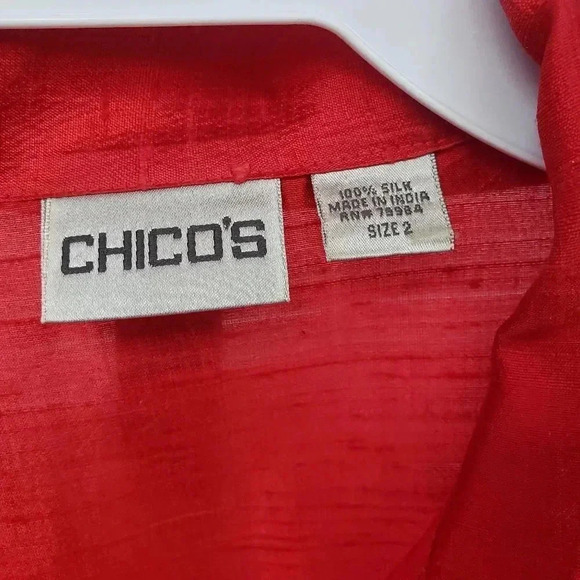 CHICO'S
100% SILK
MADE IN INDIA
RN# 79984
SIZE 2